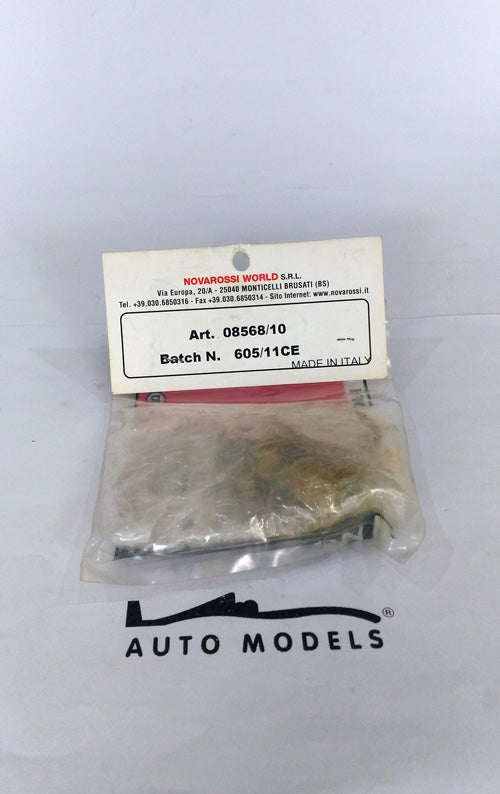 NOVAROSSI WORLD S.R.L.
Via Europa, 20/A - 25040 MONTICELLI BRUSATI (BS)
Tel. +39.030.6850316 - Fax +39.030.6850314 - Sito Internet: www.novarossi.it
Art. 08568/10
Batch N. 605/11CE
MADE IN ITALY
AUTO MODELS ®